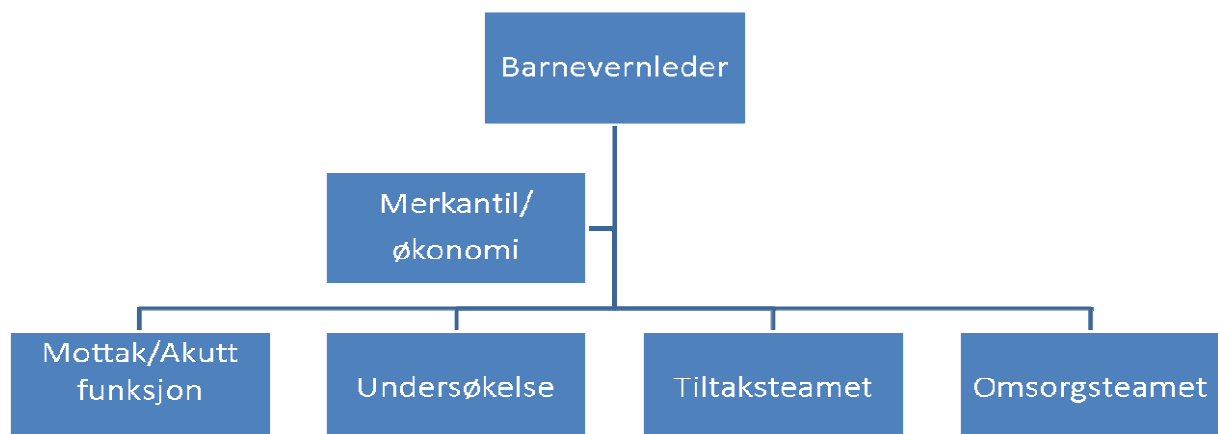 Barnevernleder
Merkantil/
økonomi
Mottak/Akutt
funksjon
Undersøkelse
Tiltaksteamet
Omsorgsteamet